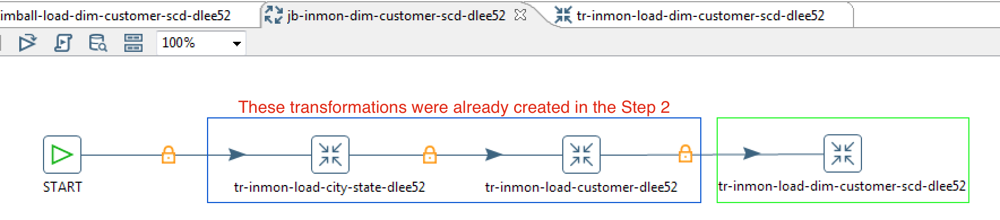 imball-load-dim-customer-scd-dlee52 jb-inmon-dim-customer-scd-dlee52 tr-inmon-load-dim-customer-scd-dlee52
100%
These transformations were already created in the Step 2
START tr-inmon-load-city-state-dlee52 tr-inmon-load-customer-dlee52 tr-inmon-load-dim-customer-scd-dlee52